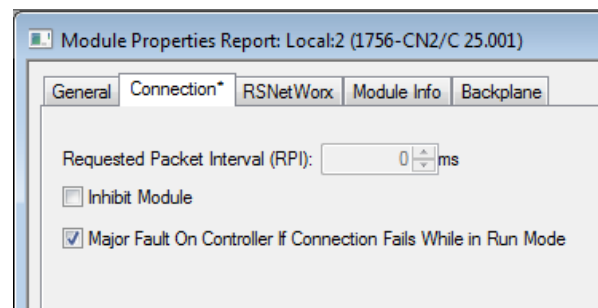 Module Properties Report: Local:2 (1756-CN2/C 25.001)
General Connection* RSNetWorx Module Info Backplane
Requested Packet Interval (RPI): 0 ms
Inhibit Module
Major Fault On Controller If Connection Fails While in Run Mode